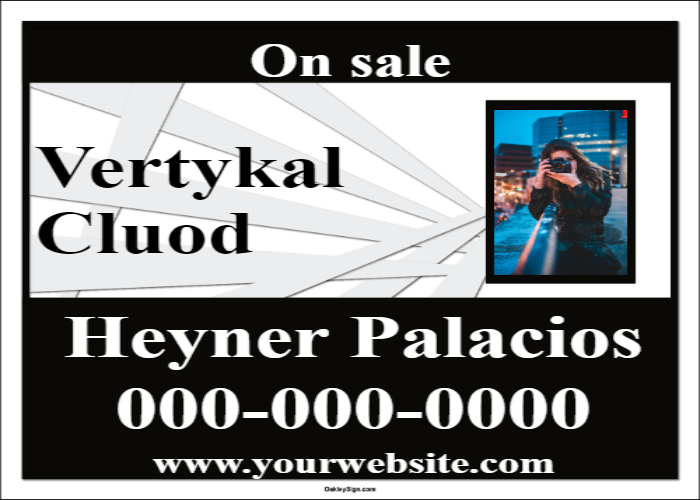 On sale
Vertykal
Cluod
Heyner Palacios
000-000-0000
www.yourwebsite.com
OakleySign.com